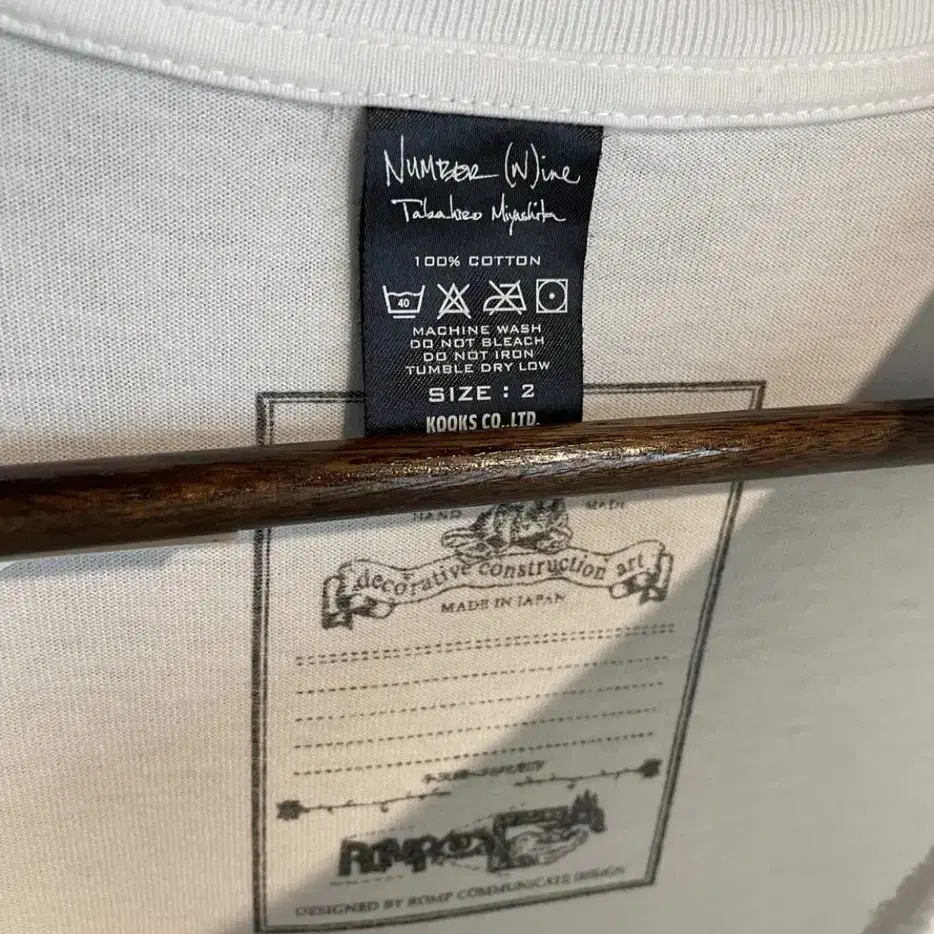 NUMBER (N)ine
Takahiro Miyashita
100% COTTON
40
MACHINE WASH
DO NOT BLEACH
DO NOT IRON
TUMBLE DRY LOW
SIZE : 2
KOOKS CO.,LTD.
HAND MADE
decorative construction art
MADE IN JAPAN
DESIGNED BY ROMP COMMUNICATE DESIGN